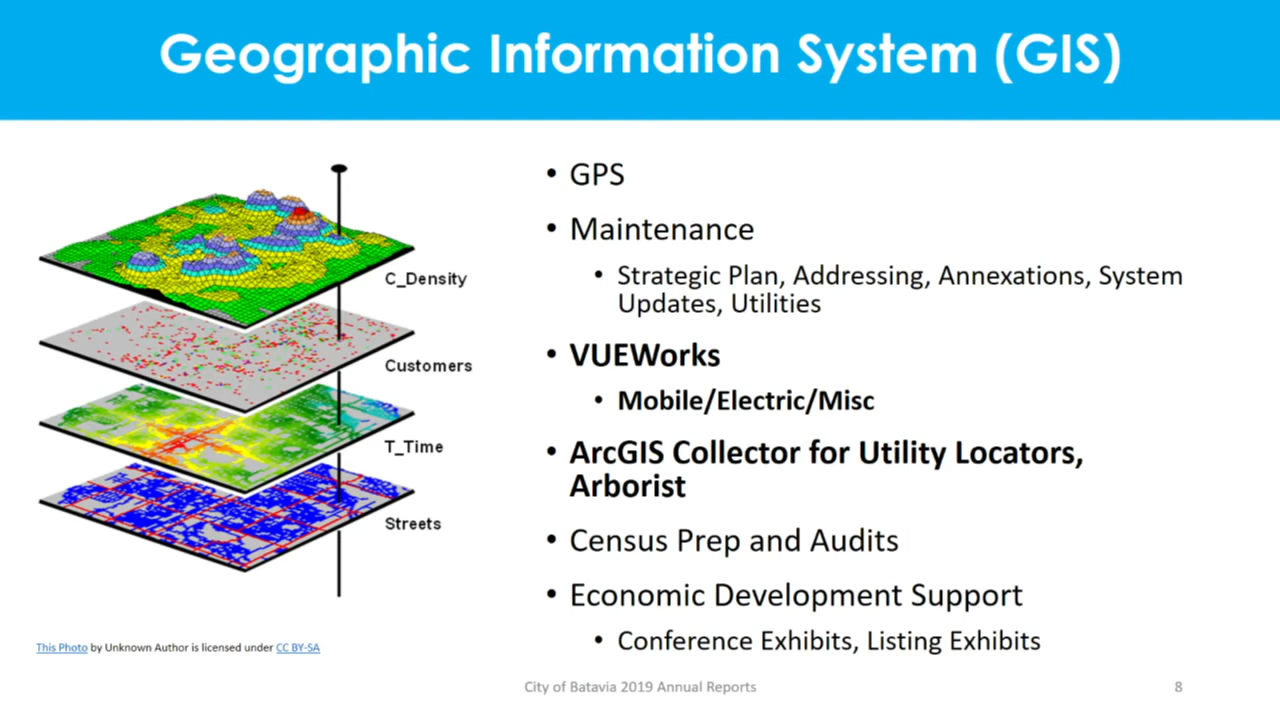 Geographic Information System (GIS)
C_Density
Customers
T_Time
Streets
This Photo by Unknown Author is licensed under CC BY-SA
• GPS
• Maintenance
• Strategic Plan, Addressing, Annexations, System
Updates, Utilities
• VUEWorks
• Mobile/Electric/Misc
• ArcGIS Collector for Utility Locators,
Arborist
• Census Prep and Audits
• Economic Development Support
• Conference Exhibits, Listing Exhibits
City of Batavia 2019 Annual Reports
8